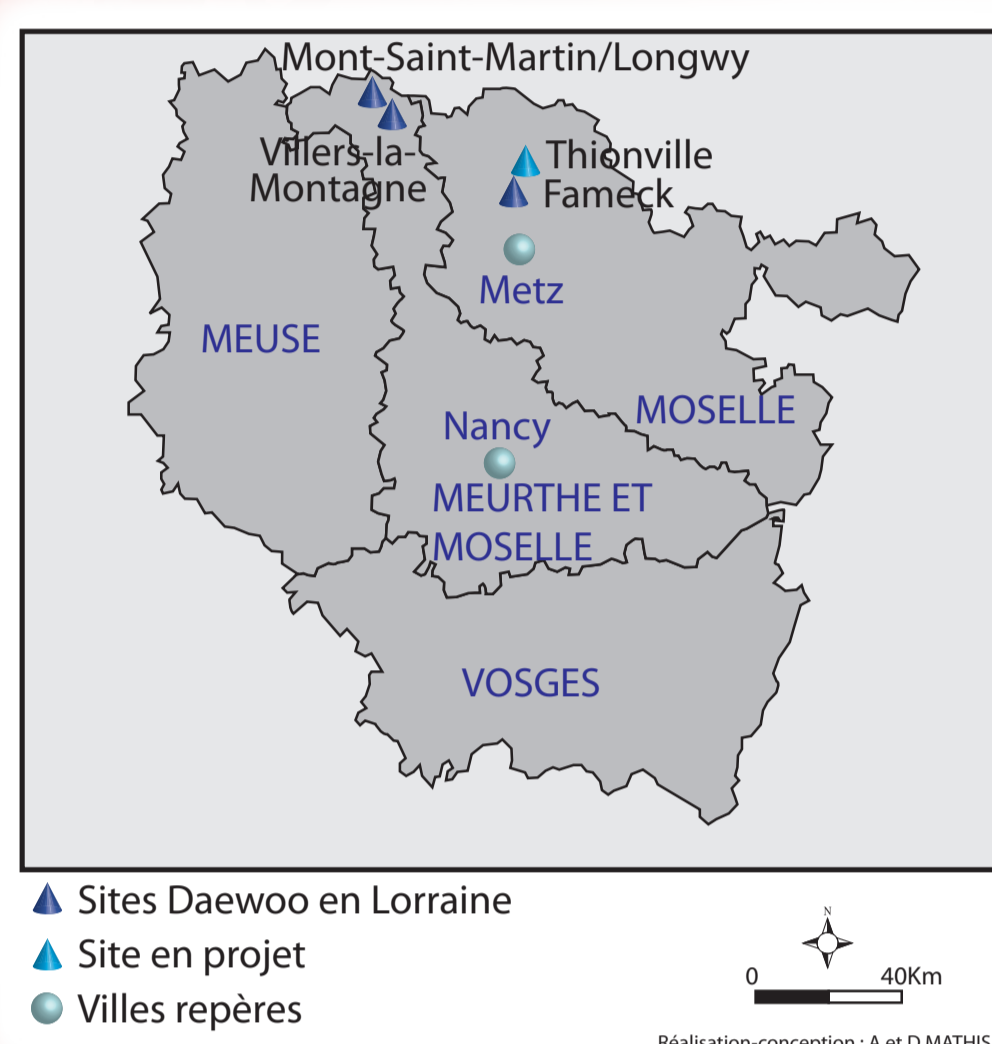 Mont-Saint-Martin/Longwy
Villers-la-
Montagne
Thionville
Fameck
Metz
MEUSE
MOSELLE
Nancy
MEURTHE ET
MOSELLE
VOSGES
Sites Daewoo en Lorraine
Site en projet
Villes repères
N
0 40Km
Réalisation-conception : A et D MATHIS